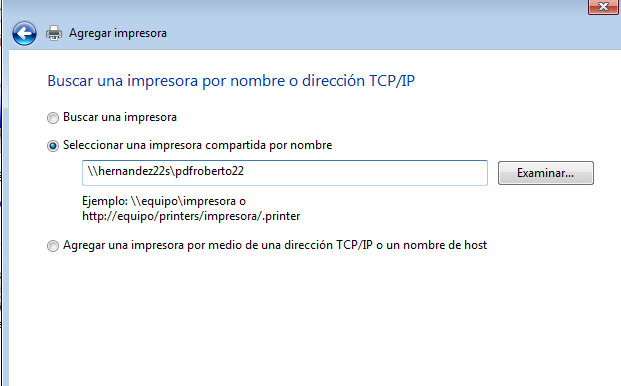 Agregar impresora
Buscar una impresora por nombre o dirección TCP/IP
Buscar una impresora
Seleccionar una impresora compartida por nombre
\\hernandez22s\pdfroberto22
Examinar...
Ejemplo: \\equipo\impresora o
http://equipo/printers/impresora/.printer
Agregar una impresora por medio de una dirección TCP/IP o un nombre de host